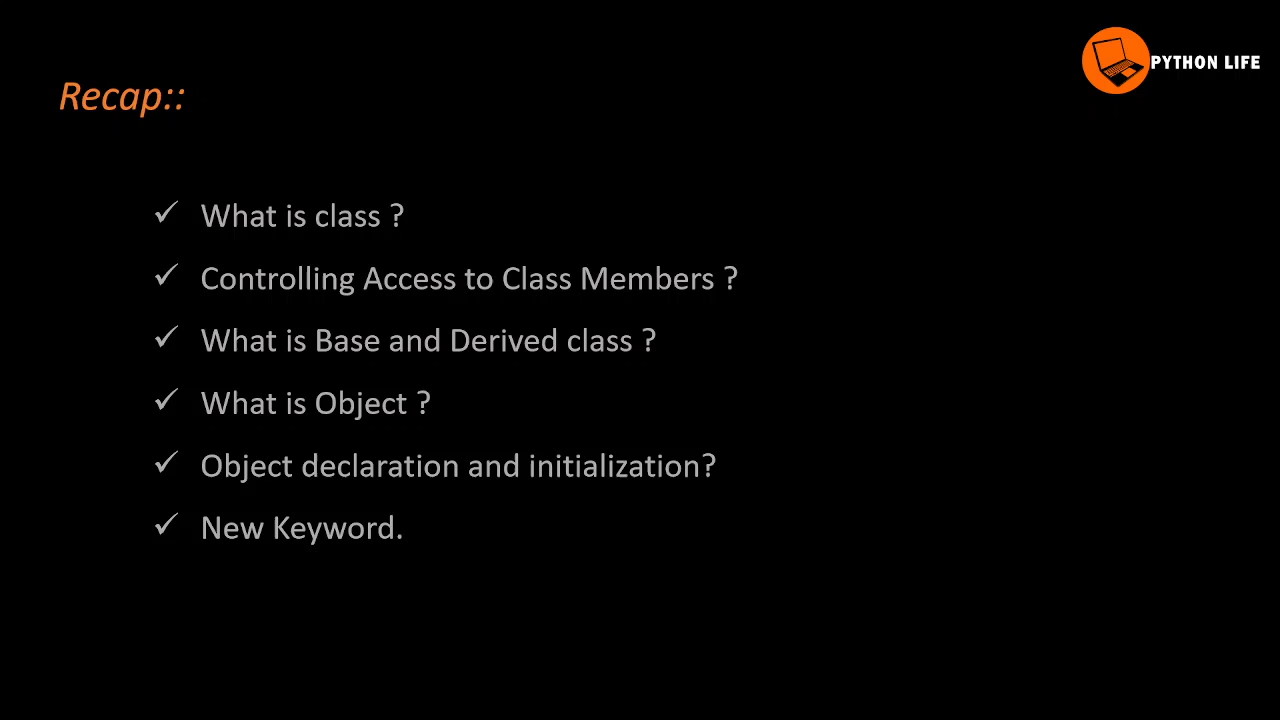 PYTHON LIFE
Recap::
✓ What is class ?
✓ Controlling Access to Class Members ?
✓ What is Base and Derived class ?
✓ What is Object ?
✓ Object declaration and initialization?
✓ New Keyword.